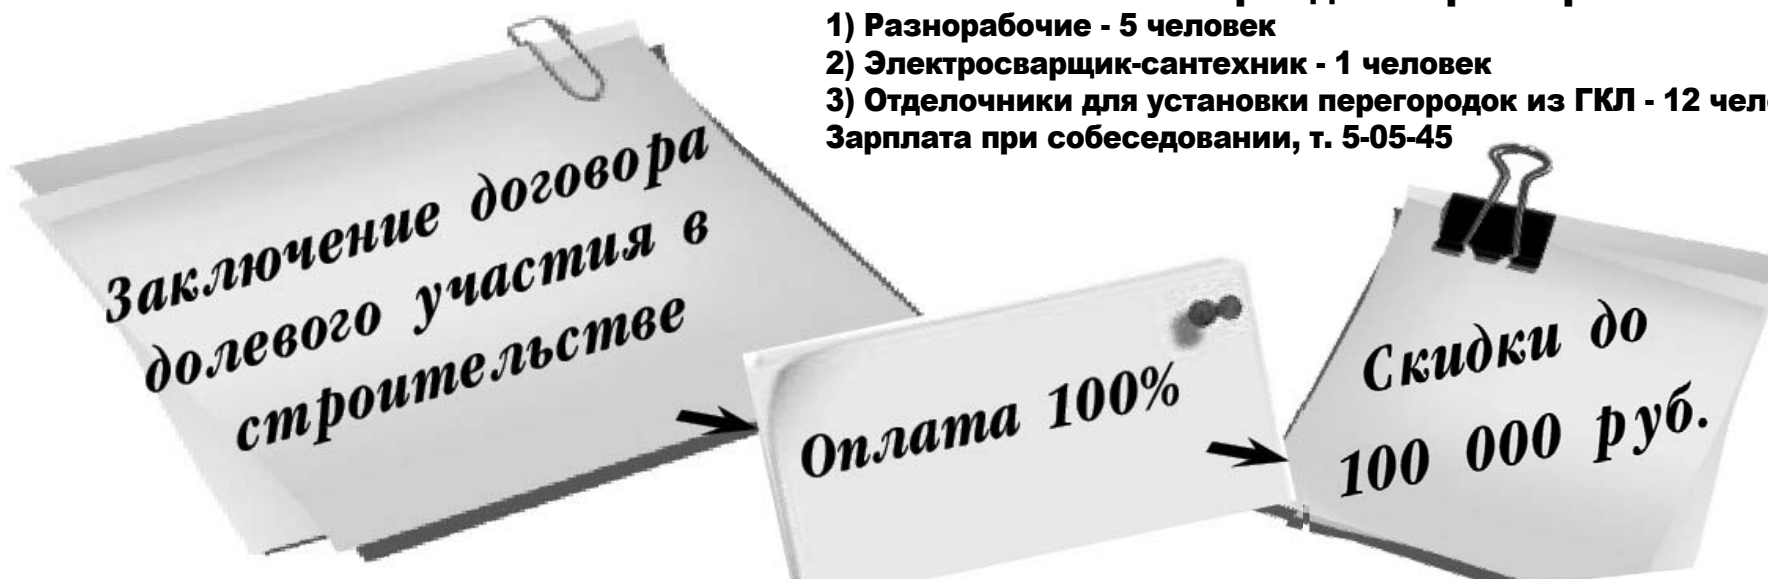 1) Разнорабочие - 5 человек
2) Электросварщик-сантехник - 1 человек
3) Отделочники для установки перегородок из ГКЛ - 12
Зарплата при собеседовании, т. 5-05-45
Заключение договора
долевого участия в
строительстве
Оплата 100%
Скидки до
100 000 руб.